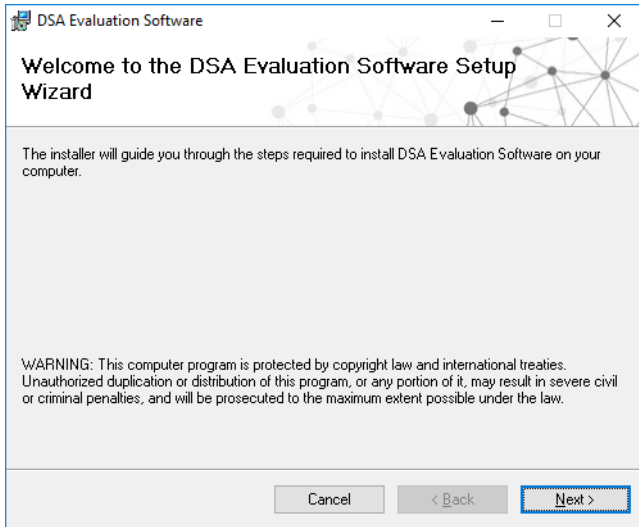 DSA Evaluation Software
Welcome to the DSA Evaluation Software Setup
Wizard
The installer will guide you through the steps required to install DSA Evaluation Software on your
computer.
WARNING: This computer program is protected by copyright law and international treaties.
Unauthorized duplication or distribution of this program, or any portion of it, may result in severe civil
or criminal penalties, and will be prosecuted to the maximum extent possible under the law.
Cancel < Back Next >